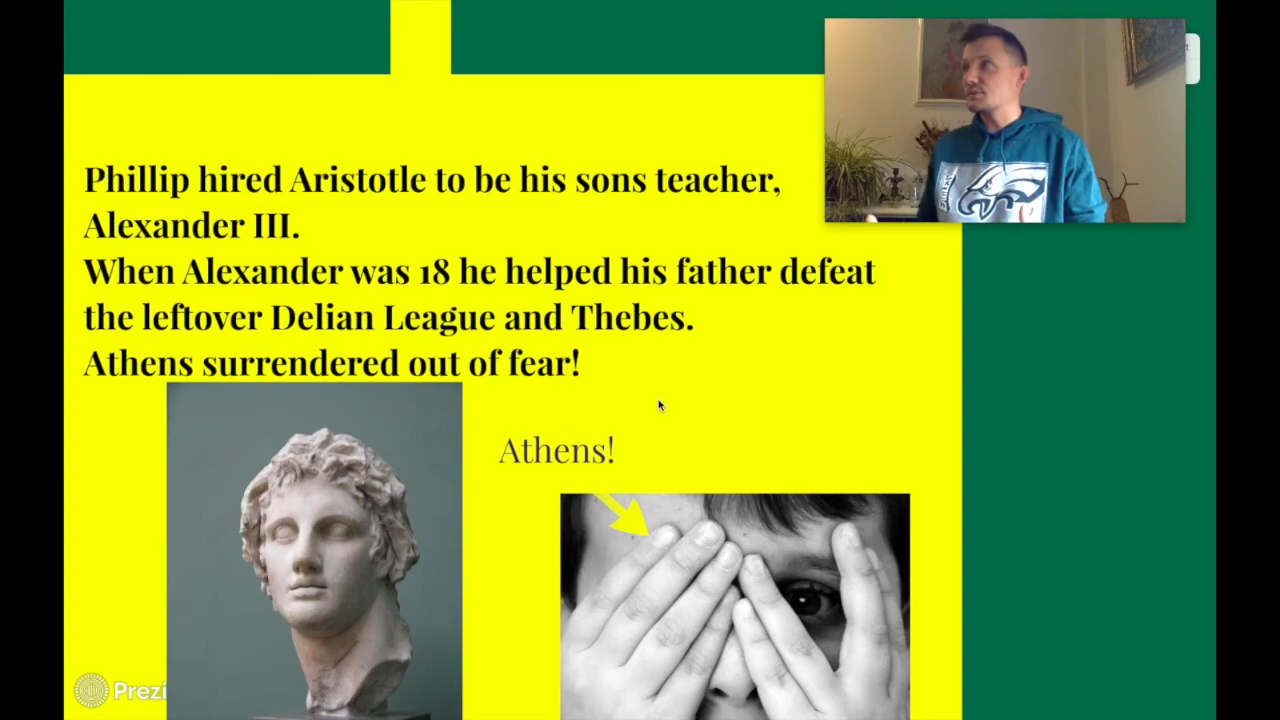 Phillip hired Aristotle to be his sons teacher,
Alexander III.
When Alexander was 18 he helped his father defeat
the leftover Delian League and Thebes.
Athens surrendered out of fear!
Athens!
EAGLES
Prezi